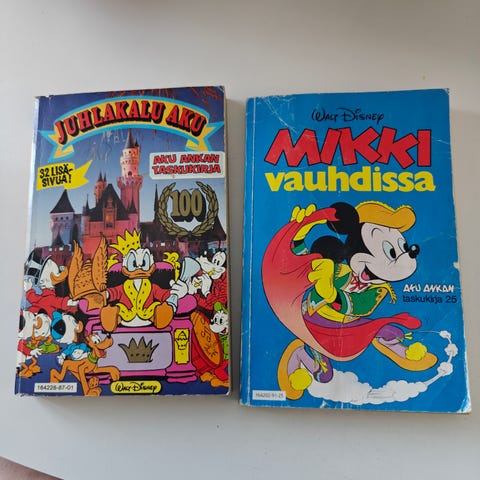 JUHLAKALU AKU
32 LISÄ-
SIVUA!
AKU ANKAN
TASKUKIRJA
100
164228-87-01
WALT DISNEY
WALT DISNEY
MIKKI
vauhdissa
AKU ANKAN
taskukirja 25
164202-91-25